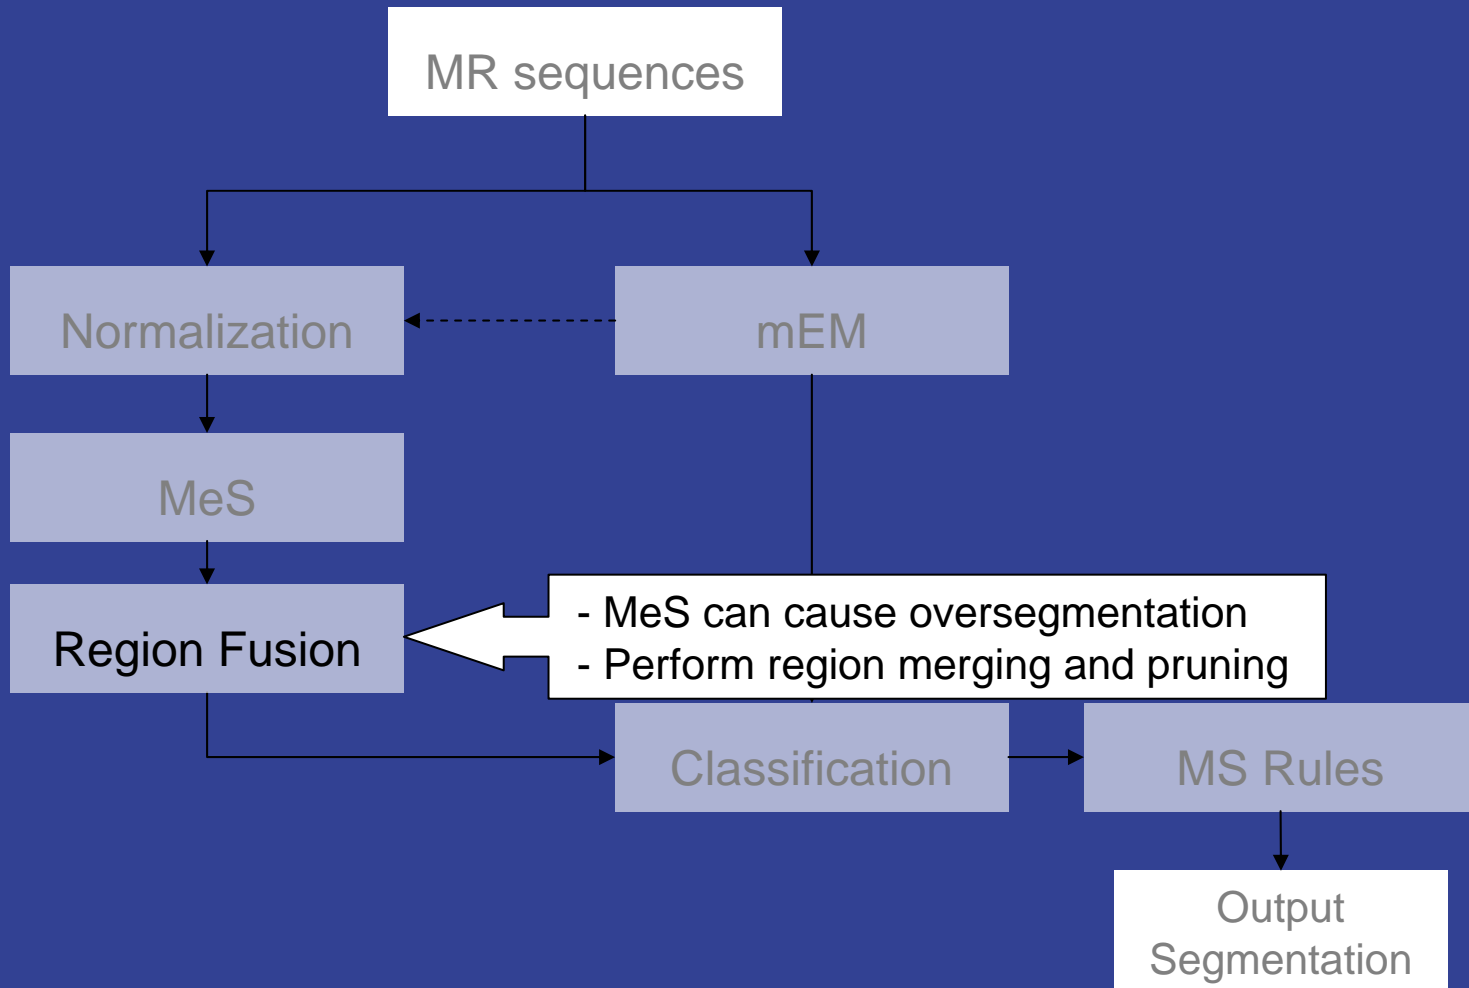 MR sequences
Normalization
mEM
MeS
Region Fusion
- MeS can cause oversegmentation
- Perform region merging and pruning
Classification
MS Rules
Output
Segmentation